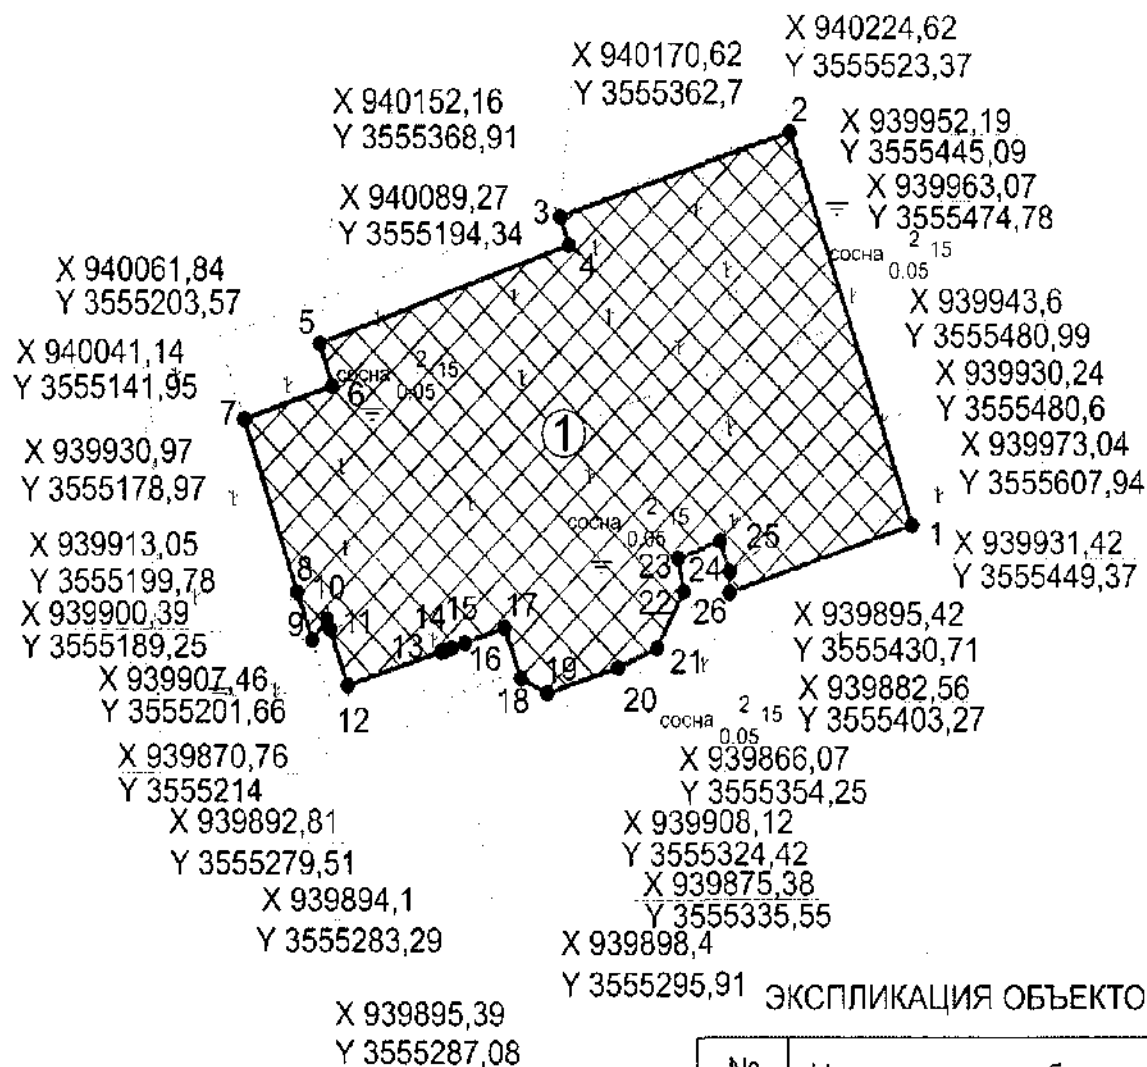 X 940224,62
Y 3555523,37
X 940170,62
Y 3555362,7
X 940152,16
Y 3555368,91
2
X 939952,19
Y 3555445,09
X 940089,27
Y 3555194,34
3
4
X 939963,07
Y 3555474,78
сосна 2 15
0.05
X 940061,84
Y 3555203,57
5
X 939943,6
Y 3555480,99
X 940041,14
Y 3555141,95
6
сосна 2 15
0.05
7
X 939930,24
Y 3555480,6
1
X 939930,97
Y 3555178,97
X 939973,04
Y 3555607,94
сосна 2 15
0.05
25
1
X 939913,05
Y 3555199,78
8
10
23
24
X 939931,42
Y 3555449,37
X 939900,39
Y 3555189,25
9
11
13
14
15
17
16
22
26
X 939895,42
Y 3555430,71
X 939907,46
Y 3555201,66
12
18
19
20
21
X 939882,56
Y 3555403,27
сосна 2 15
0.05
X 939870,76
Y 3555214
X 939866,07
Y 3555354,25
X 939892,81
Y 3555279,51
X 939908,12
Y 3555324,42
X 939894,1
Y 3555283,29
X 939875,38
Y 3555335,55
X 939898,4
Y 3555295,91
ЭКСПЛИКАЦИЯ ОБЪЕКТО
X 939895,39
Y 3555287,08
№